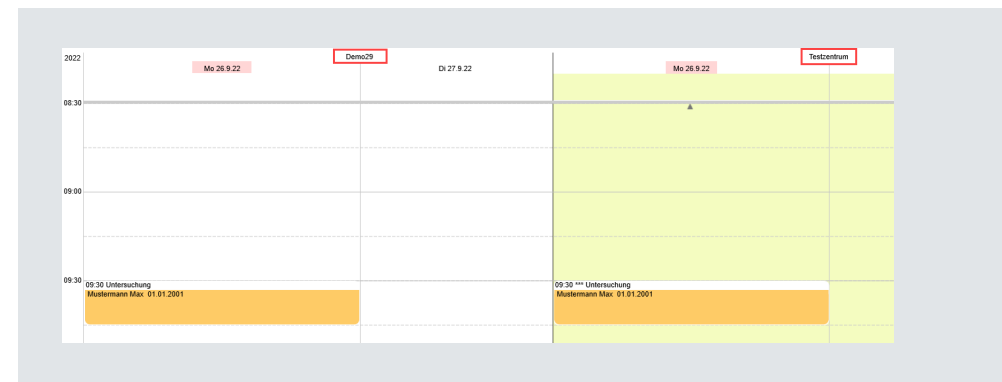 2022
Demo29
Testzentrum
Mo 26.9.22
Di 27.9.22
Mo 26.9.22
08:30
09:00
09:30
09:30 Untersuchung
Mustermann Max 01.01.2001
09:30 *** Untersuchung
Mustermann Max 01.01.2001